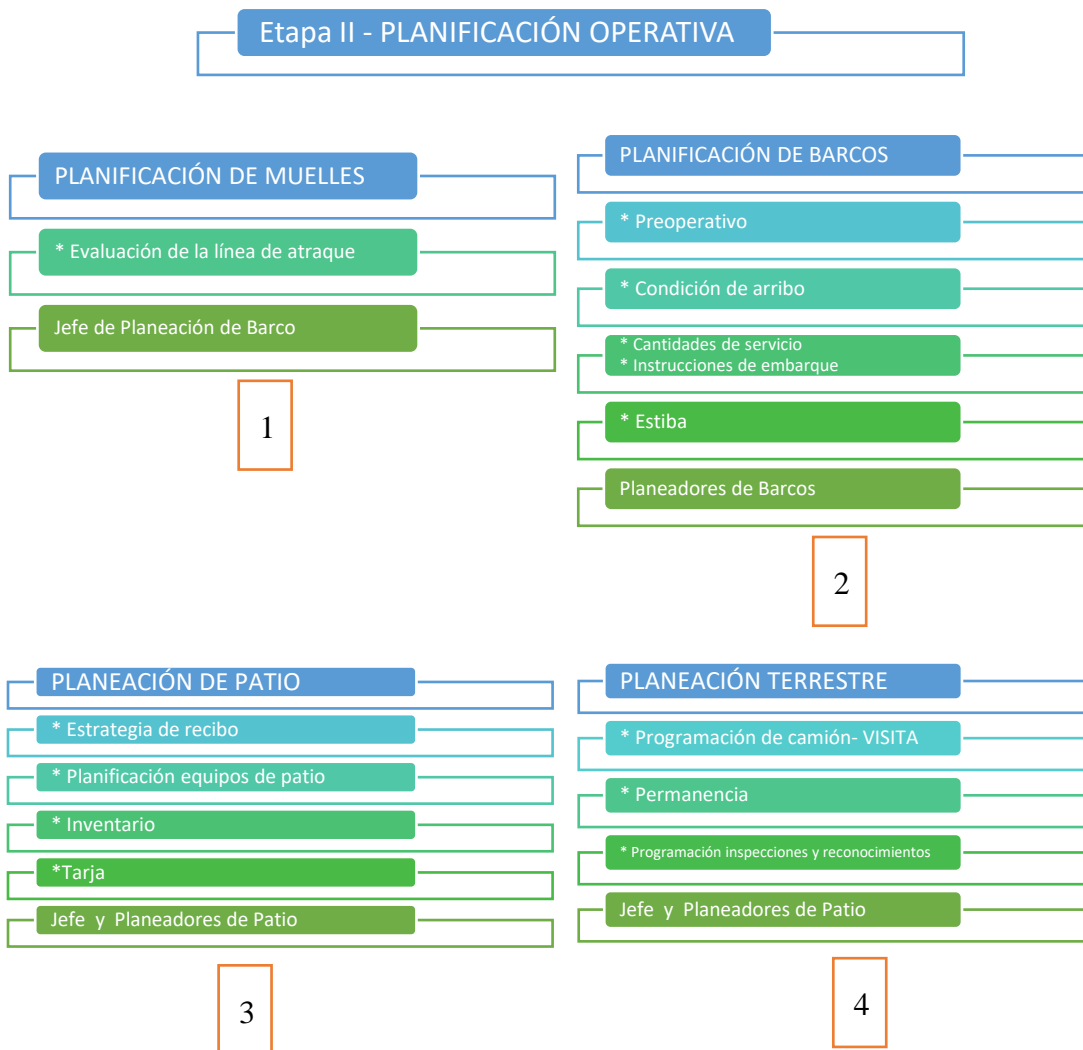 Etapa II - PLANIFICACIÓN OPERATIVA
PLANIFICACIÓN DE MUELLES
* Evaluación de la línea de atraque
Jefe de Planeación de Barco
1
PLANIFICACIÓN DE BARCOS
* Preoperativo
* Condición de arribo
* Cantidades de servicio
* Instrucciones de embarque
* Estiba
Planeadores de Barcos
2
PLANEACIÓN DE PATIO
* Estrategia de recibo
* Planificación equipos de patio
* Inventario
*Tarja
Jefe y Planeadores de Patio
3
PLANEACIÓN TERRESTRE
* Programación de camión- VISITA
* Permanencia
* Programación inspecciones y reconocimientos
Jefe y Planeadores de Patio
4